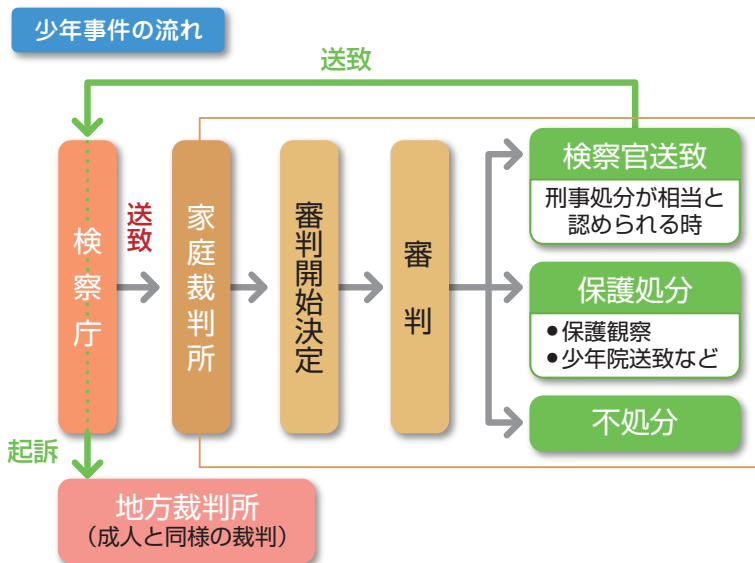 少年事件の流れ
送致
検察庁
送致
家庭裁判所
審判開始決定
審判
検察官送致
刑事処分が相当と
認められる時
保護処分
●保護観察
●少年院送致など
不処分
起訴
地方裁判所
（成人と同様の裁判）